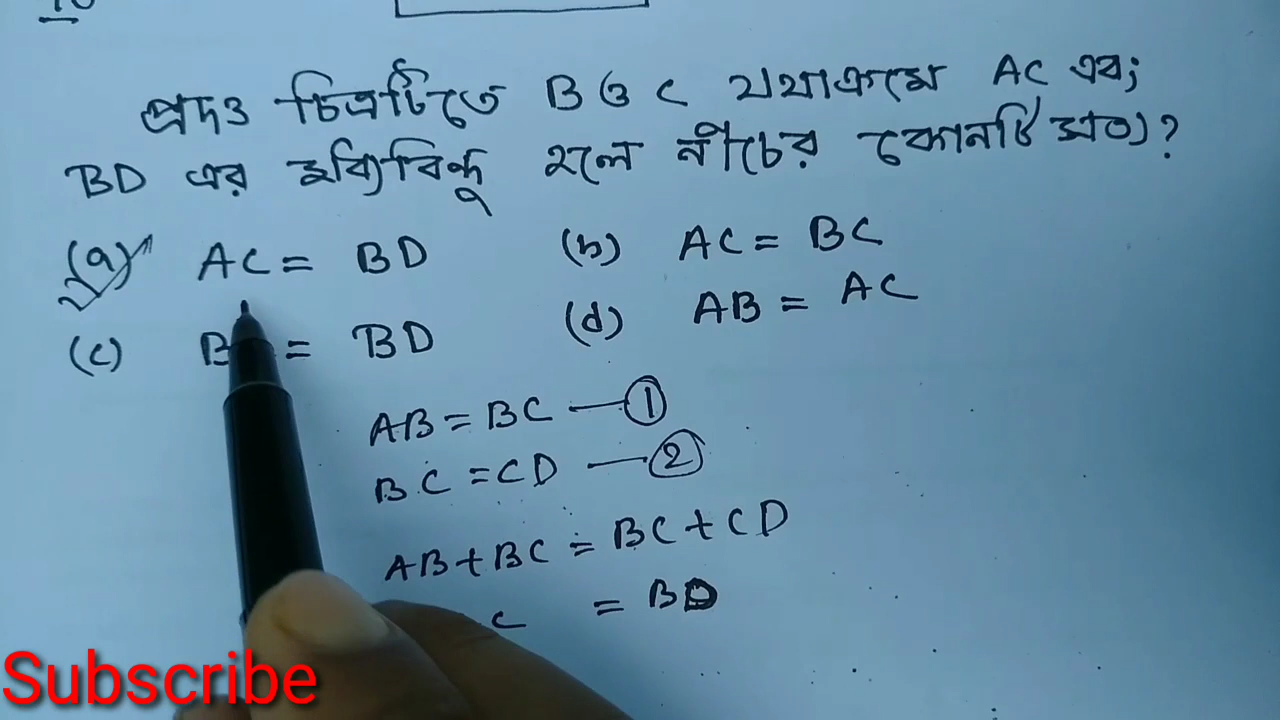 প্রদত্ত চিত্রটিতে B ও C যথাক্রমে AC এবং
BD এর মধ্যবিন্দু হলে নীচের কোনটি সত্য?
(a) AC = BD (b) AC = BC
(c) B = BD (d) AB = AC
AB = BC — ①
BC = CD — ②
AB + BC = BC + CD
C = BD
Subscribe